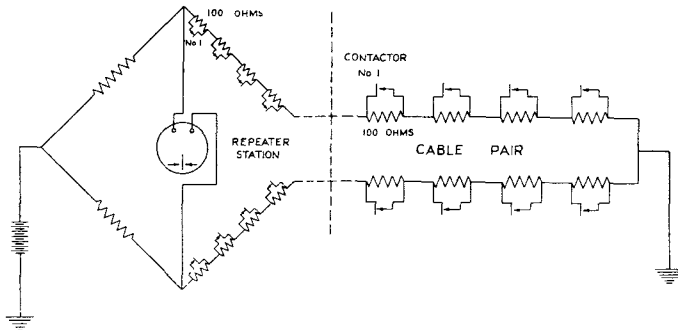 100 OHMS
No 1
CONTACTOR
No. 1
REPEATER
STATION
100 OHMS
CABLE PAIR